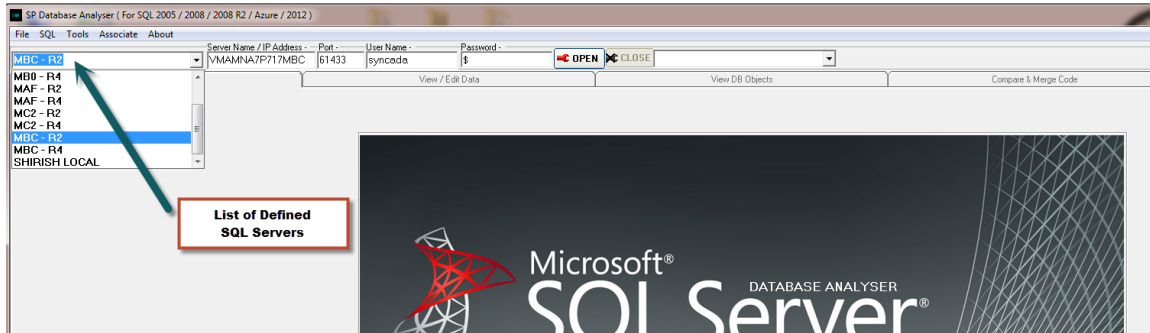 SP Database Analyser ( For SQL 2005 / 2008 / 2008 R2 / Azure / 2012 )
File SQL Tools Associate About
Server Name / IP Address - Port - User Name - Password -
MBC - R2 VMAMNA7P717MBC 61433 syncada $ OPEN CLOSE
View / Edit Data View DB Objects Compare & Merge Code
MB0 - R4
MAF - R2
MAF - R4
MC2 - R2
MC2 - R4
MBC - R2
MBC - R4
SHIRISH LOCAL
List of Defined
SQL Servers
Microsoft®
DATABASE ANALYSER
SQL Server®